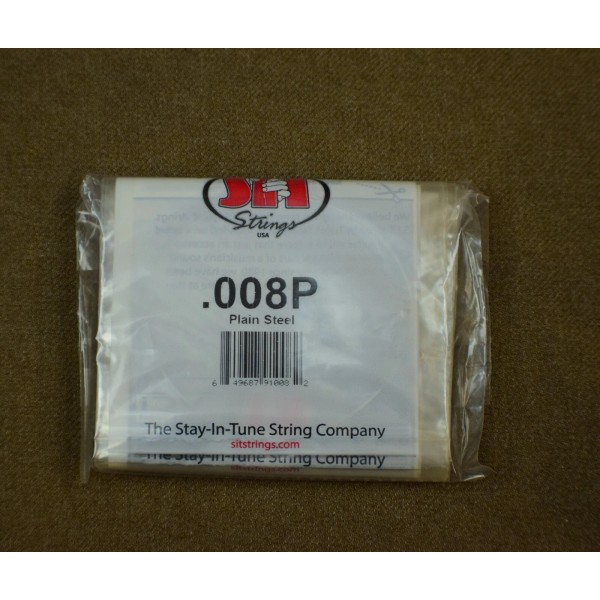 SIT
Strings
USA
.008P
Plain Steel
6 49687 91008 2
The Stay-In-Tune String Company
sitstrings.com
The Stay-In-Tune String Company